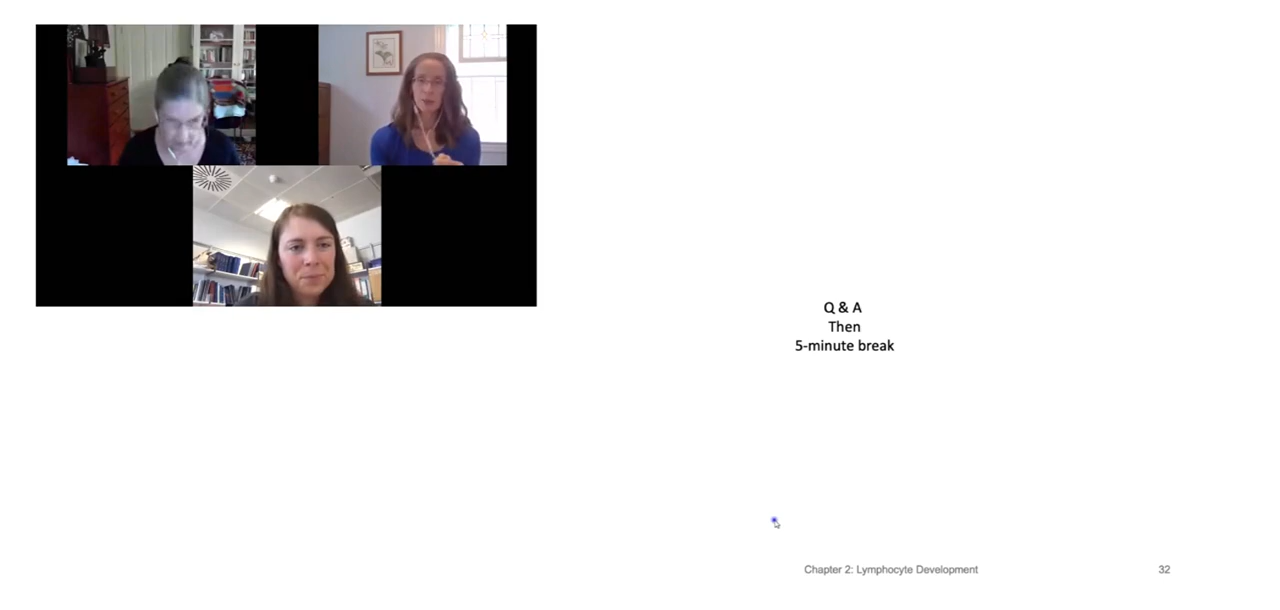 Q & A
Then
5-minute break
Chapter 2: Lymphocyte Development
32